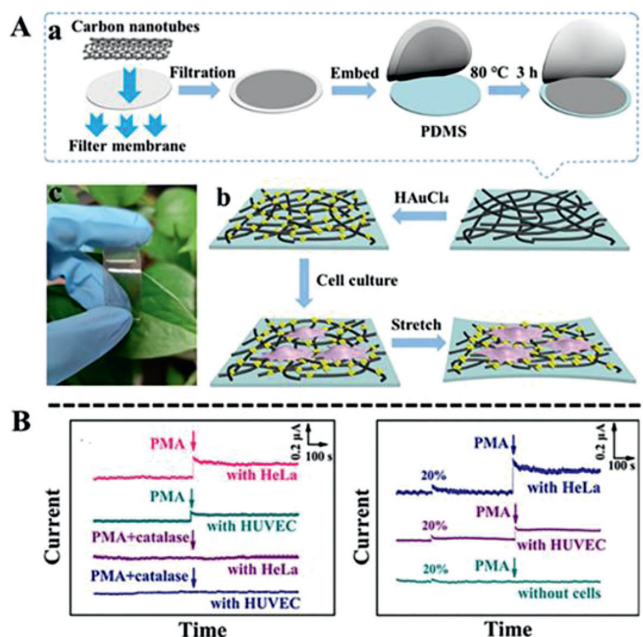 A
a
Carbon nanotubes
Filtration
Embed
80 °C 3 h
Filter membrane
PDMS
c
b
HAuCl₄
Cell culture
Stretch
B
PMA
0.2 μA
100 s
with HeLa
PMA
with HUVEC
PMA+catalase
with HeLa
PMA+catalase
with HUVEC
Current
Time
PMA
0.2 μA
100 s
20%
with HeLa
PMA
20%
with HUVEC
PMA
20%
without cells
Current
Time